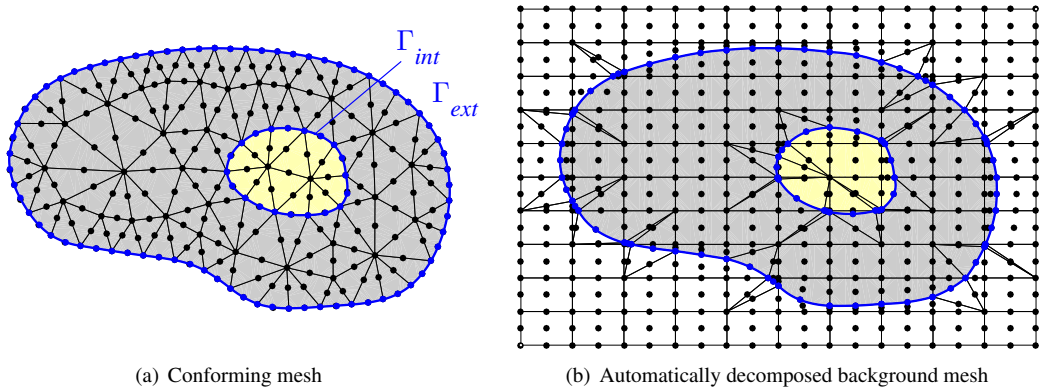 Γint
Γext
(a) Conforming mesh
(b) Automatically decomposed background mesh